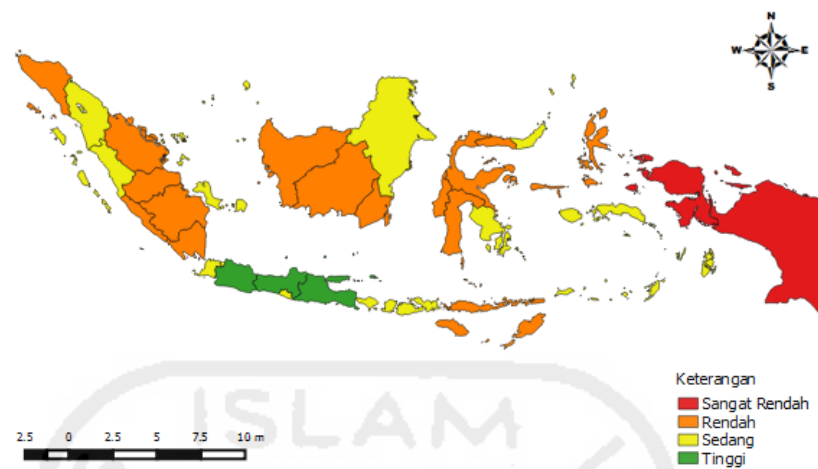 N
W E
S
ISLAM
Keterangan
Sangat Rendah
Rendah
Sedang
Tinggi
2.5 0 2.5 5 7.5 10 m